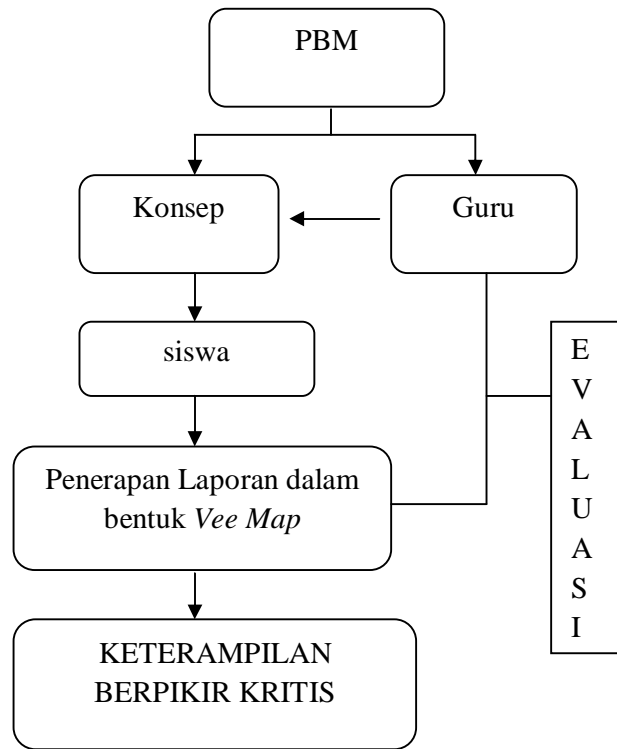 PBM
Konsep
Guru
siswa
Penerapan Laporan dalam
bentuk Vee Map
KETERAMPILAN
BERPIKIR KRITIS
E
V
A
L
U
A
S
I